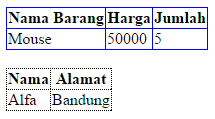 Nama Barang Harga Jumlah
Mouse 50000 5
Nama Alamat
Alfa Bandung